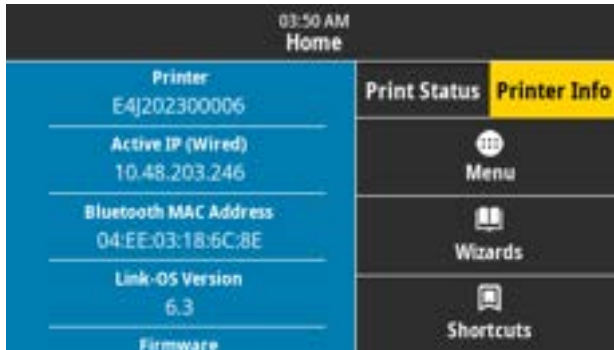 03:50 AM
Home
Printer
E4J202300006
Active IP (Wired)
10.48.203.246
Bluetooth MAC Address
04:EE:03:18:6C:8E
Link-OS Version
6.3
Firmware
Print Status
Printer Info
Menu
Wizards
Shortcuts